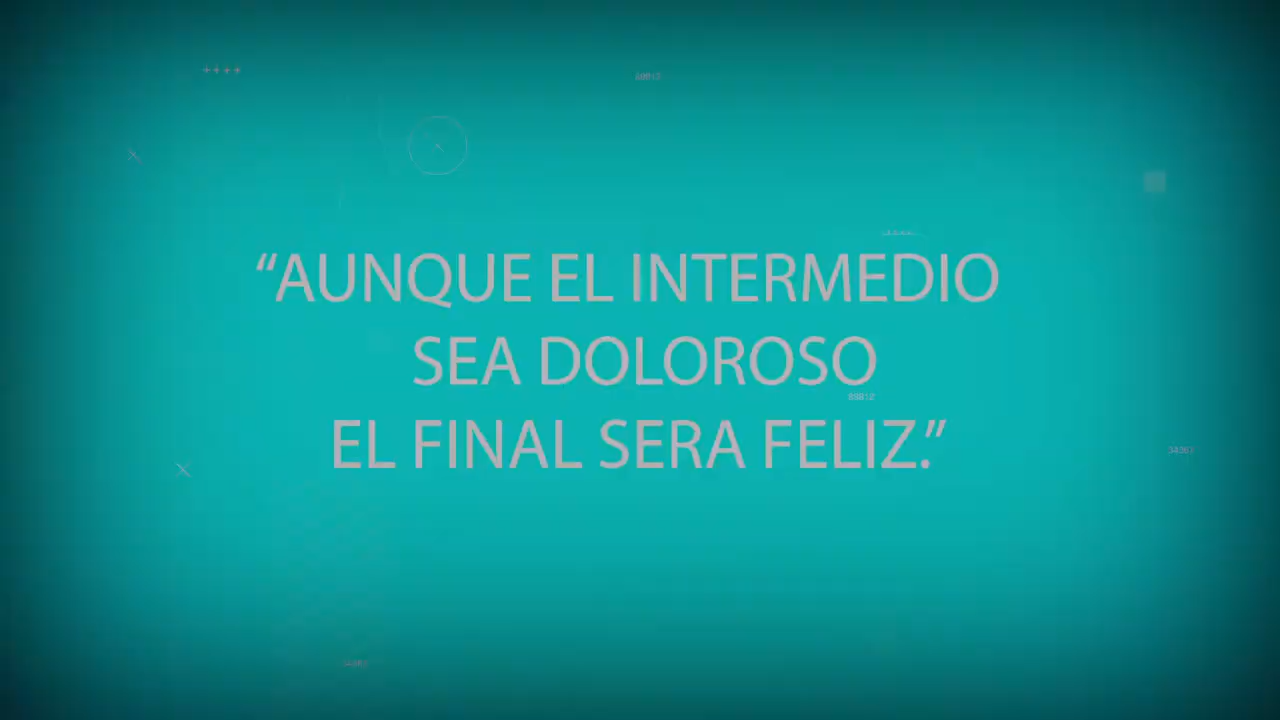 “AUNQUE EL INTERMEDIO
SEA DOLOROSO
EL FINAL SERA FELIZ.”